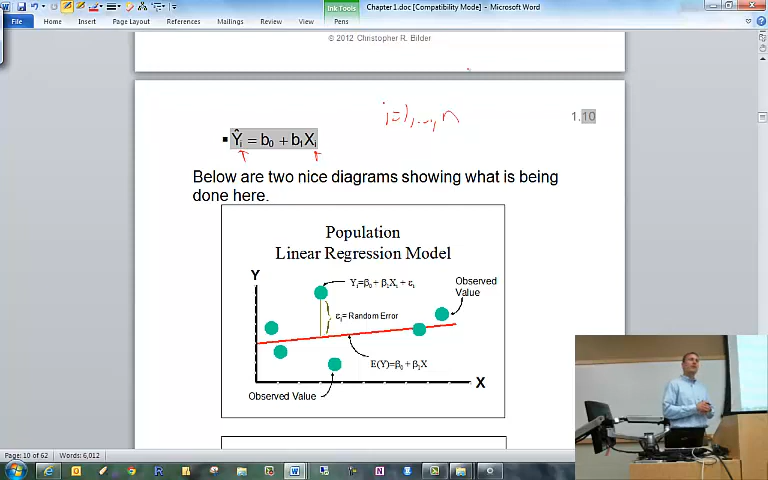 Ink Tools
Chapter 1.doc [Compatibility Mode] - Microsoft Word
File Home Insert Page Layout References Mailings Review View Pens
© 2012 Christopher R. Bilder
i=1,...,n
1.10
▪ Ŷᵢ = b₀ + b₁Xᵢ
Below are two nice diagrams showing what is being
done here.
Population
Linear Regression Model
Y
Yᵢ=β₀ + β₁Xᵢ + εᵢ
Observed
Value
εᵢ= Random Error
E(Y)=β₀ + β₁X
X
Observed Value
Page: 10 of 62 Words: 6,012